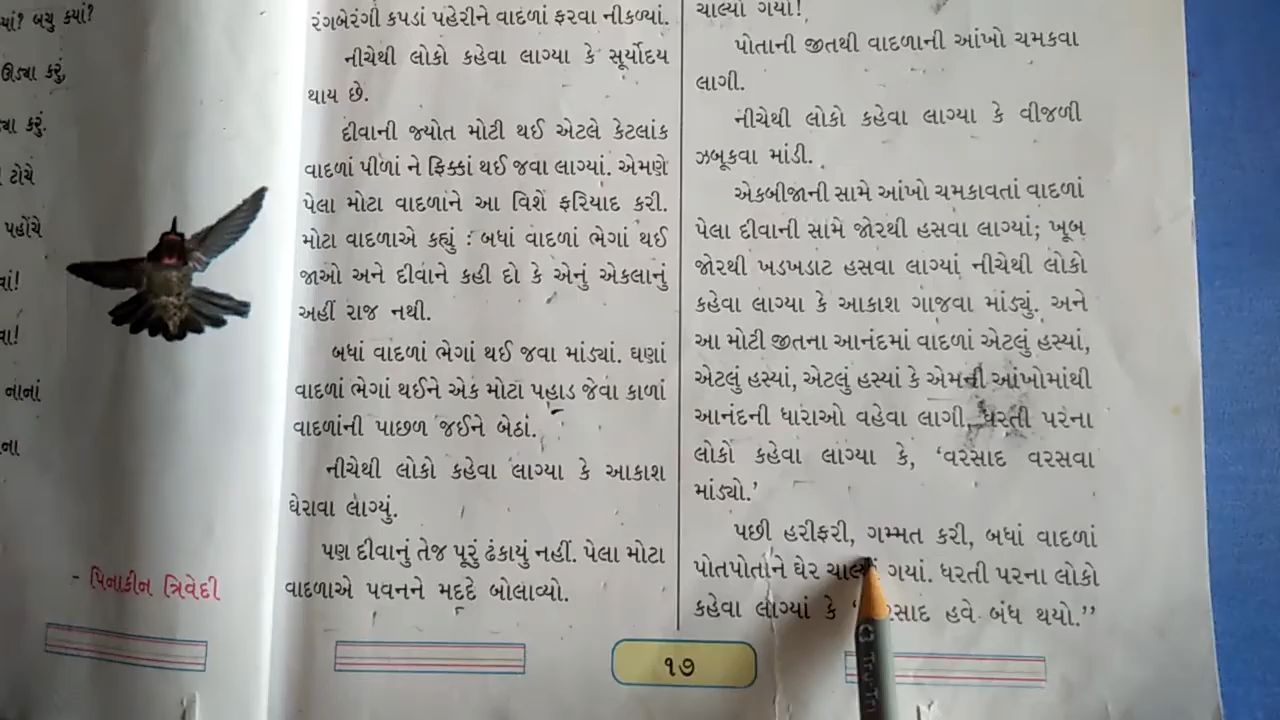 ક્યાં? બચુ ક્યાં?
ઊડ્યા કરું,
કરું.
ટોચે
પહોંચે
નાનાં
ના
- પિનાકીન ત્રિવેદી
રંગબેરંગી કપડાં પહેરીને વાદળાં ફરવા નીકળ્યાં.
નીચેથી લોકો કહેવા લાગ્યા કે સૂર્યોદય
થાય છે.
દીવાની જ્યોત મોટી થઈ એટલે કેટલાંક
વાદળાં પીળાં ને ફિક્કાં થઈ જવા લાગ્યાં. એમણે
પેલા મોટા વાદળાંને આ વિશે ફરિયાદ કરી.
મોટા વાદળાએ કહ્યું : બધાં વાદળાં ભેગાં થઈ
જાઓ અને દીવાને કહી દો કે એનું એકલાનું
અહીં રાજ નથી.
બધાં વાદળાં ભેગાં થઈ જવા માંડ્યાં. ઘણાં
વાદળાં ભેગાં થઈને એક મોટા પહાડ જેવા કાળાં
વાદળાંની પાછળ જઈને બેઠાં.
નીચેથી લોકો કહેવા લાગ્યા કે આકાશ
ઘેરાવા લાગ્યું.
પણ દીવાનું તેજ પૂરું ઢંકાયું નહીં. પેલા મોટા
વાદળાએ પવનને મદદે બોલાવ્યો.
ચાલ્યો ગયો!
પોતાની જીતથી વાદળાની આંખો ચમકવા
લાગી.
નીચેથી લોકો કહેવા લાગ્યા કે વીજળી
ઝબૂકવા માંડી.
એકબીજાની સામે આંખો ચમકાવતાં વાદળાં
પેલા દીવાની સામે જોરથી હસવા લાગ્યાં; ખૂબ
જોરથી ખડખડાટ હસવા લાગ્યાં નીચેથી લોકો
કહેવા લાગ્યા કે આકાશ ગાજવા માંડ્યું. અને
આ મોટી જીતના આનંદમાં વાદળાં એટલું હસ્યાં,
એટલું હસ્યાં, એટલું હસ્યાં કે એમની આંખોમાંથી
આનંદની ધારાઓ વહેવા લાગી, ધરતી પરના
લોકો કહેવા લાગ્યા કે, ‘વરસાદ વરસવા
માંડ્યો.’
પછી હરીફરી, ગમ્મત કરી, બધાં વાદળાં
પોતપોતાને ઘેર ચાલ્યાં ગયાં. ધરતી પરના લોકો
કહેવા લાગ્યાં કે હવે બંધ થયો.’’
૧૭